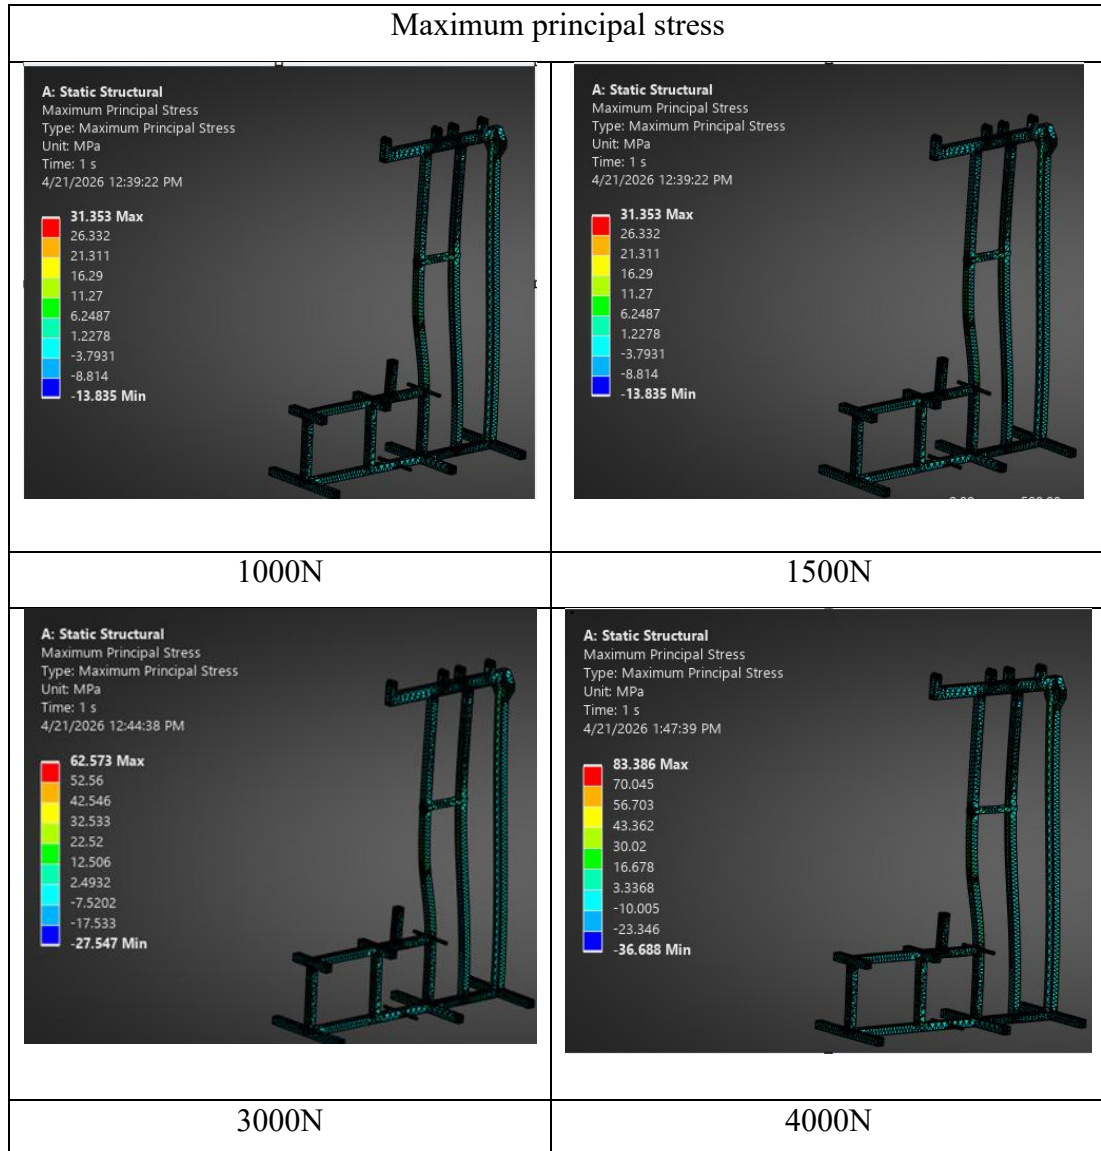 Maximum principal stress
A: Static Structural
Maximum Principal Stress
Type: Maximum Principal Stress
Unit: MPa
Time: 1 s
4/21/2026 12:39:22 PM
31.353 Max
26.332
21.311
16.29
11.27
6.2487
1.2278
-3.7931
-8.814
-13.835 Min
A: Static Structural
Maximum Principal Stress
Type: Maximum Principal Stress
Unit: MPa
Time: 1 s
4/21/2026 12:39:22 PM
31.353 Max
26.332
21.311
16.29
11.27
6.2487
1.2278
-3.7931
-8.814
-13.835 Min
1000N
1500N
A: Static Structural
Maximum Principal Stress
Type: Maximum Principal Stress
Unit: MPa
Time: 1 s
4/21/2026 12:44:38 PM
62.573 Max
52.56
42.546
32.533
22.52
12.506
2.4932
-7.5202
-17.533
-27.547 Min
A: Static Structural
Maximum Principal Stress
Type: Maximum Principal Stress
Unit: MPa
Time: 1 s
4/21/2026 1:47:39 PM
83.386 Max
70.045
56.703
43.362
30.02
16.678
3.3368
-10.005
-23.346
-36.688 Min
3000N
4000N